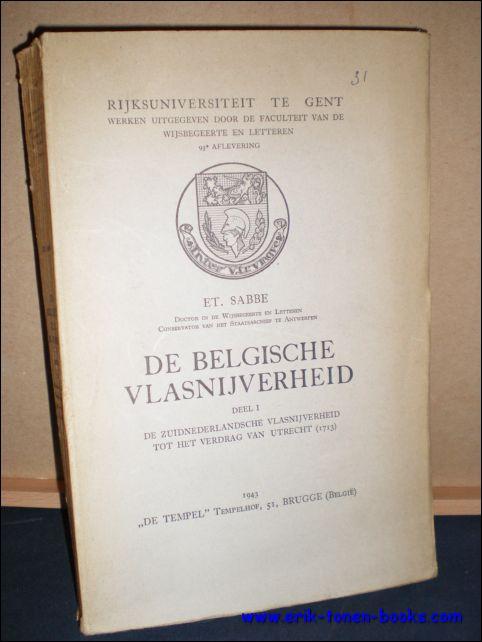 31
RIJKSUNIVERSITEIT TE GENT
WERKEN UITGEGEVEN DOOR DE FACULTEIT VAN DE
WIJSBEGEERTE EN LETTEREN
95e AFLEVERING
Inter Utrumque
ET. SABBE
DOCTOR IN DE WIJSBEGEERTE EN LETTEREN
CONSERVATOR VAN HET STAATSARCHIEF TE ANTWERPEN
DE BELGISCHE
VLASNIJVERHEID
DEEL I
DE ZUIDNEDERLANDSCHE VLASNIJVERHEID
TOT HET VERDRAG VAN UTRECHT (1713)
1943
„DE TEMPEL" TEMPELHOF, 51, BRUGGE (BELGIË)
www.erik-tonen-books.com